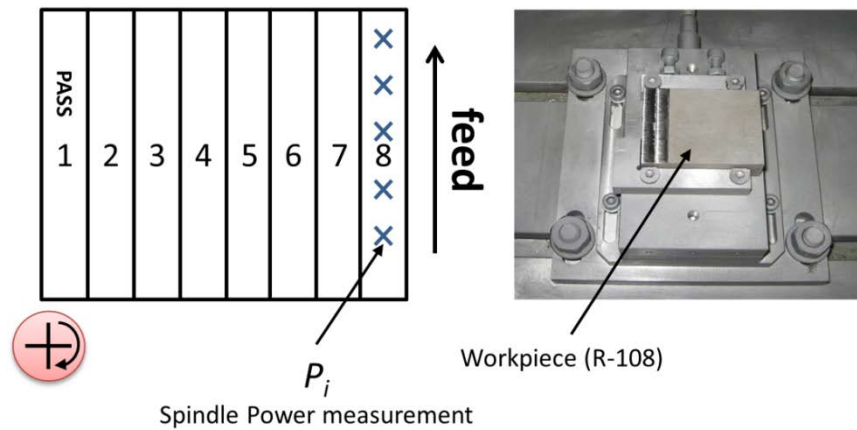 PASS
1 2 3 4 5 6 7 8
feed
Pi
Spindle Power measurement
Workpiece (R-108)